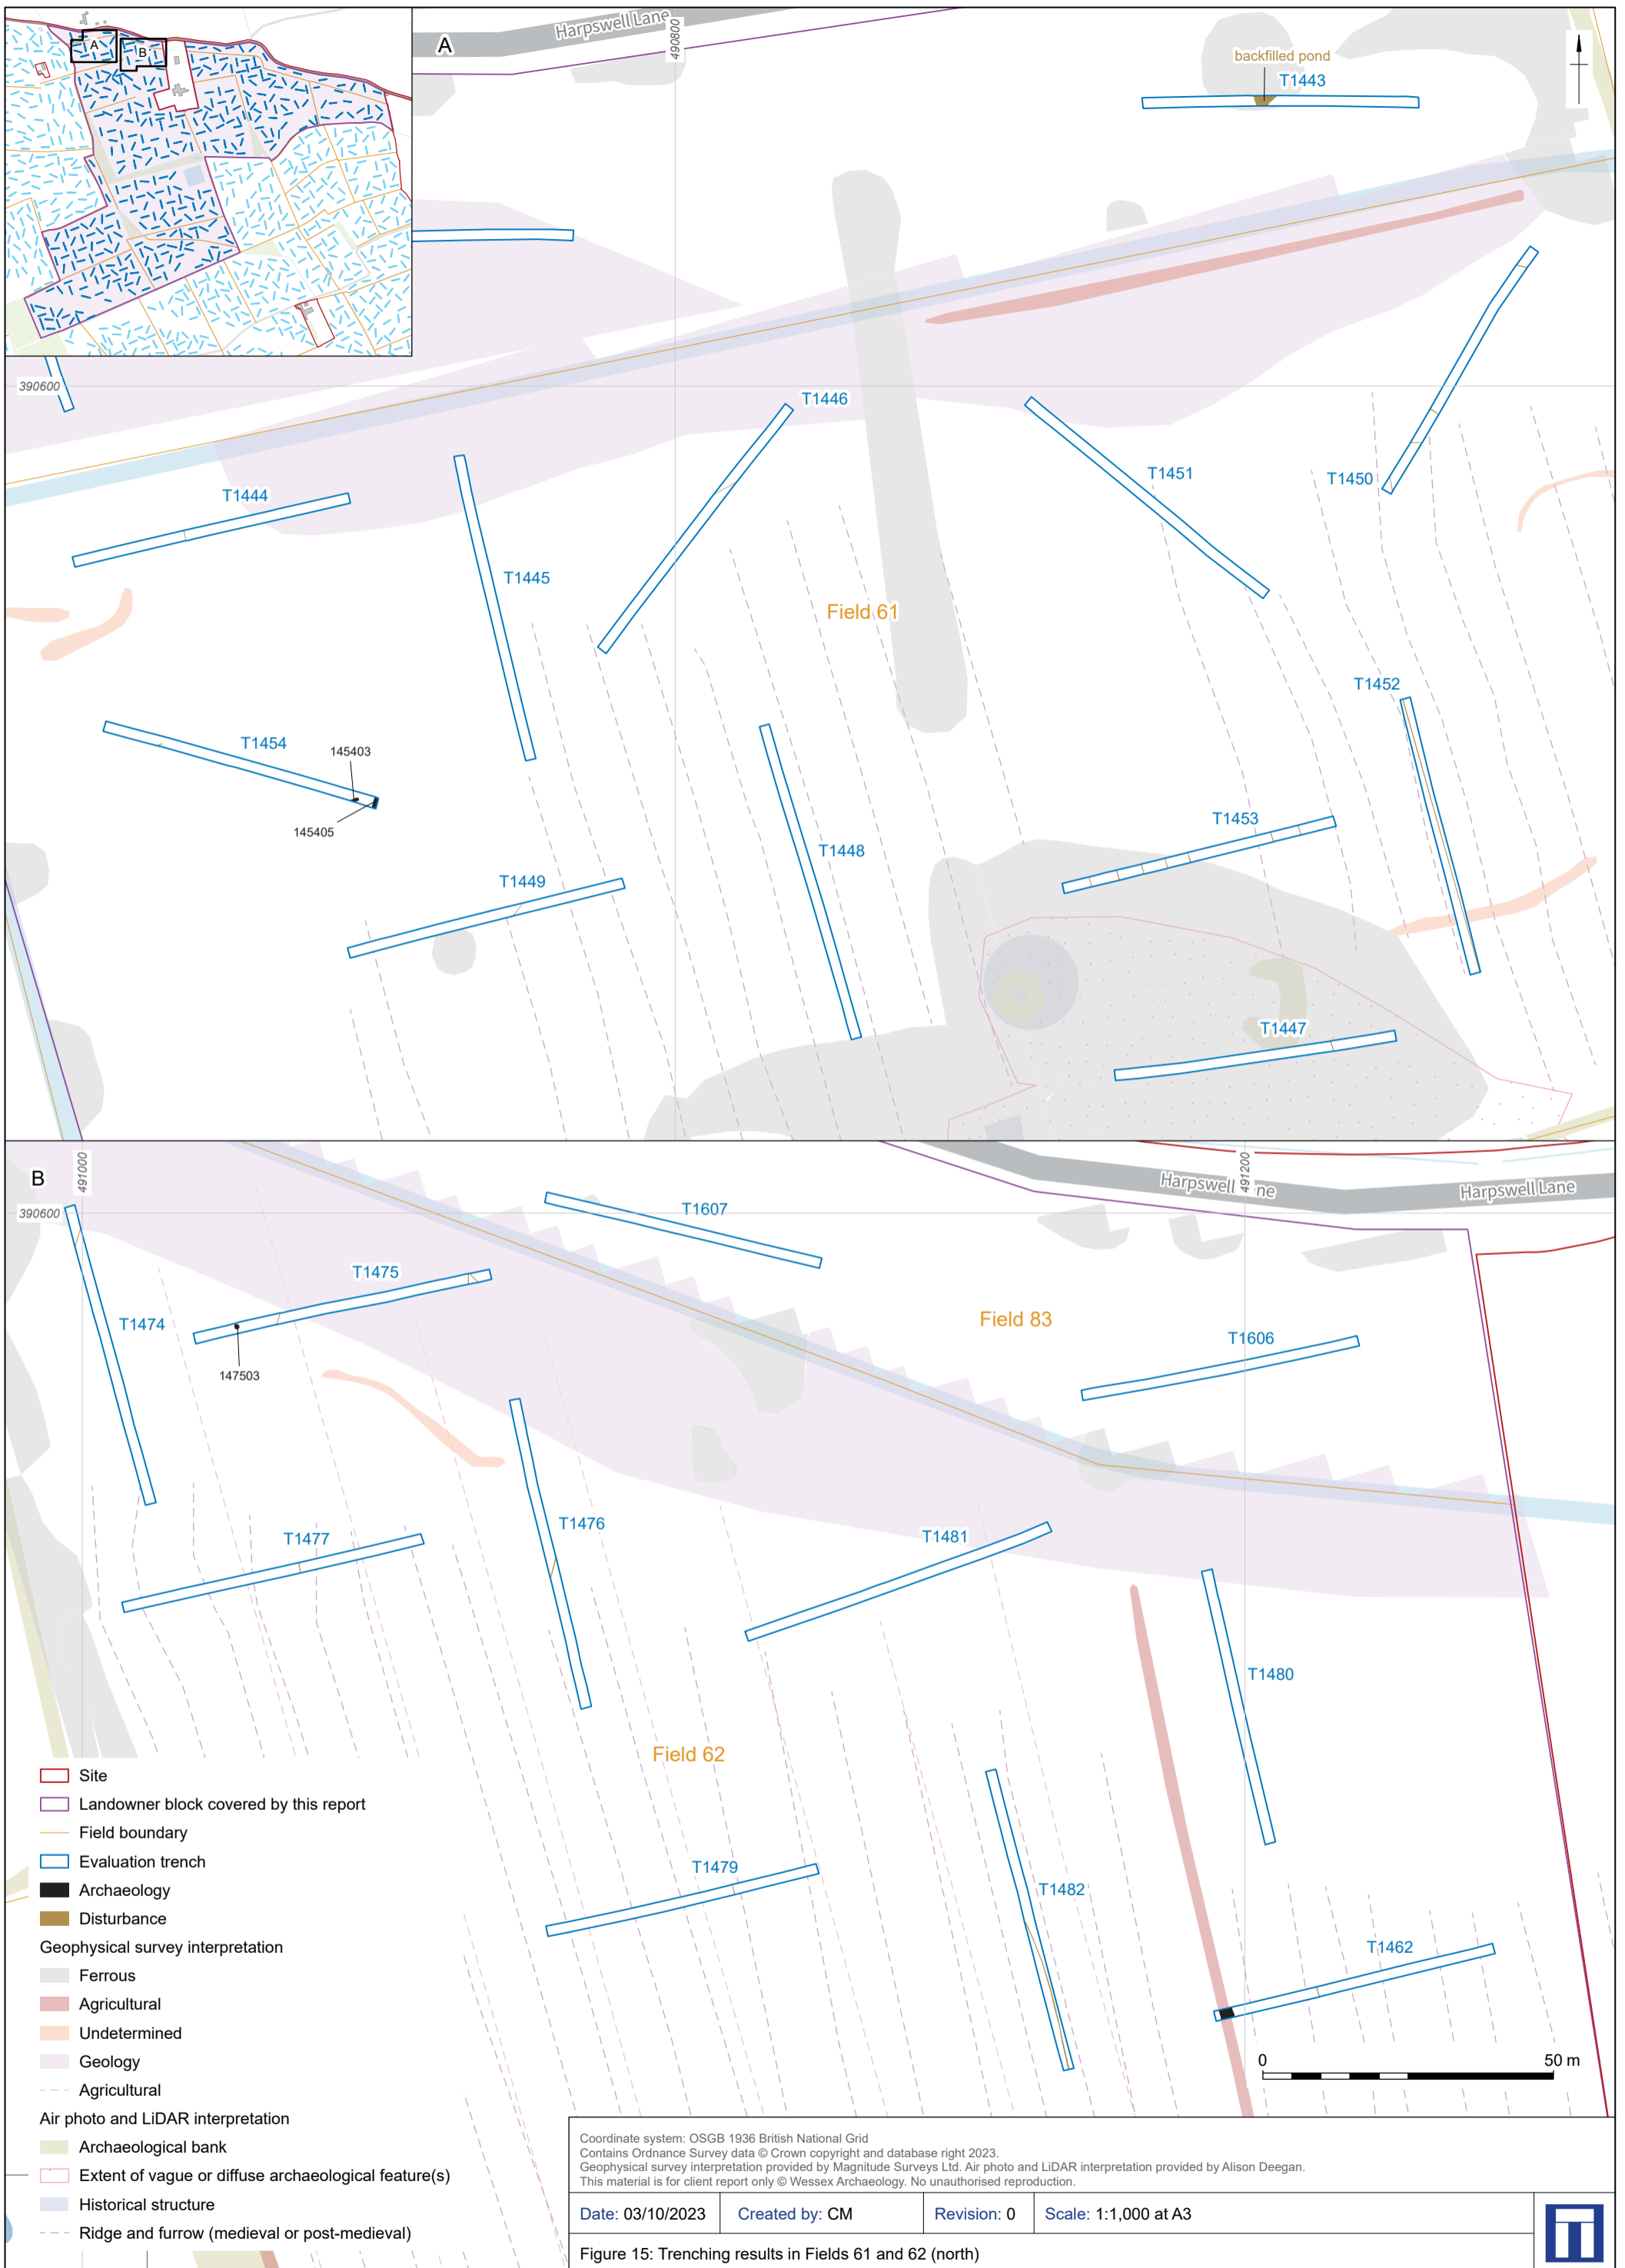 A
B
A
Harpswell Lane
490800
backfilled pond
T1443
390600
T1446
T1444
T1451
T1450
T1445
Field 61
T1452
T1454
145403
145405
T1453
T1448
T1449
T1447
B
491000
390600
Harpswell Lane
491200
Harpswell Lane
T1607
T1475
T1474
147503
Field 83
T1606
T1476
T1477
T1481
T1480
Field 62
T1479
T1482
T1462
0 50 m
Site
Landowner block covered by this report
Field boundary
Evaluation trench
Archaeology
Disturbance
Geophysical survey interpretation
Ferrous
Agricultural
Undetermined
Geology
Agricultural
Air photo and LiDAR interpretation
Archaeological bank
Extent of vague or diffuse archaeological feature(s)
Historical structure
Ridge and furrow (medieval or post-medieval)
Coordinate system: OSGB 1936 British National Grid
Contains Ordnance Survey data © Crown copyright and database right 2023.
Geophysical survey interpretation provided by Magnitude Surveys Ltd. Air photo and LiDAR interpretation provided by Alison Deegan.
This material is for client report only © Wessex Archaeology. No unauthorised reproduction.
Date: 03/10/2023 Created by: CM Revision: 0 Scale: 1:1,000 at A3
Figure 15: Trenching results in Fields 61 and 62 (north)